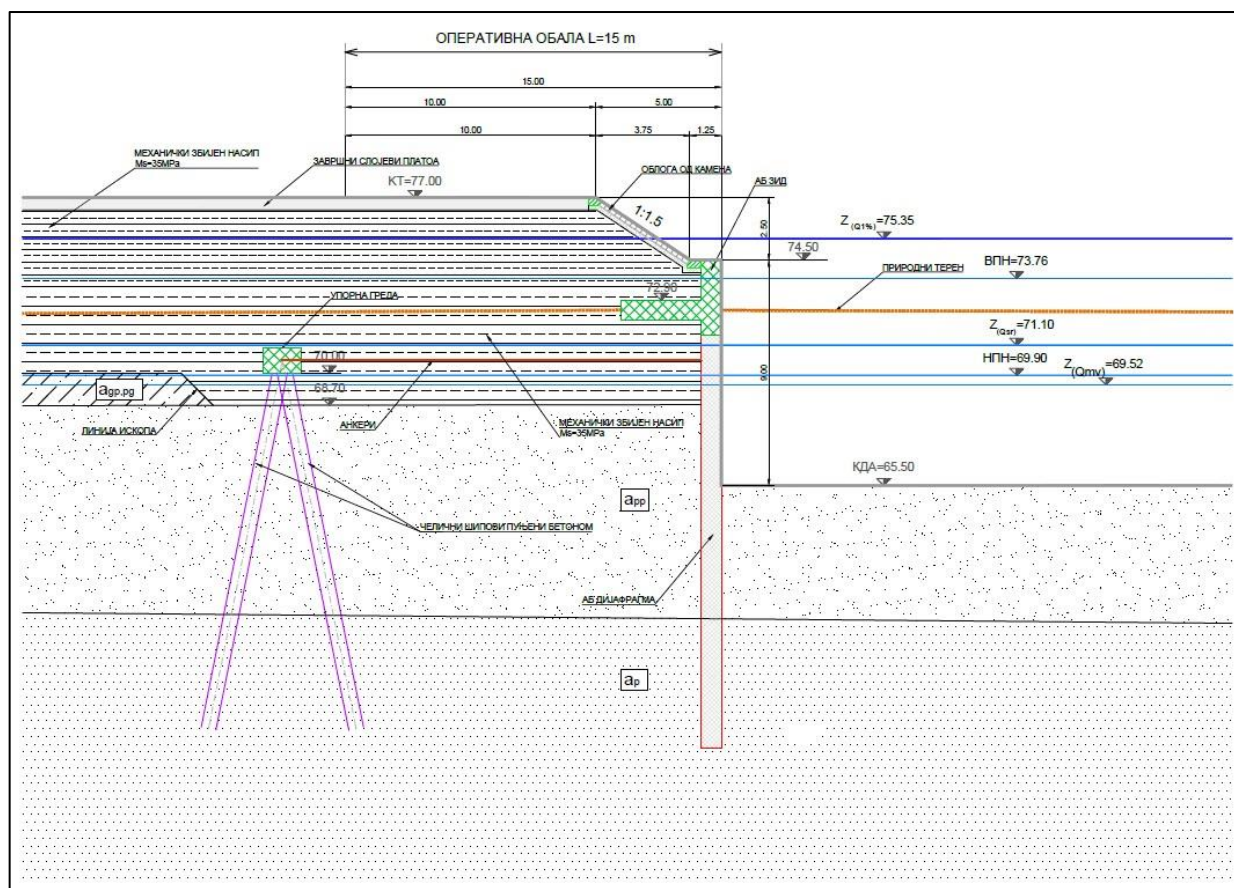 ОПЕРАТИВНА ОБАЛА L=15 m
15.00
10.00
5.00
10.00
3.75
1.25
МЕХАНИЧКИ ЗБИЈЕН НАСИП
Ms=35MPa
ЗАВРШНИ СЛОЈЕВИ ПЛАТОА
КТ=77.00
ОБЛОГА ОД КАМЕНА
АБ ЗИД
1:1.5
2.50
Z (Q1%) =75.35
74.50
ВПН=73.76
ПРИРОДНИ ТЕРЕН
72.90
УПОРНА ГРЕДА
Z (Qsr) =71.10
НПН=69.90
Z (Qmv) =69.52
70.00
9.00
agp.pg
68.70
ЛИНИЈА ИСКОПА
АНКЕРИ
МЕХАНИЧКИ ЗБИЈЕН НАСИП
Ms=35MPa
КДА=65.50
app
ЧЕЛИЧНИ ШИПОВИ ПУЊЕНИ БЕТОНОМ
АБ ДИЈАФРАГМА
ap